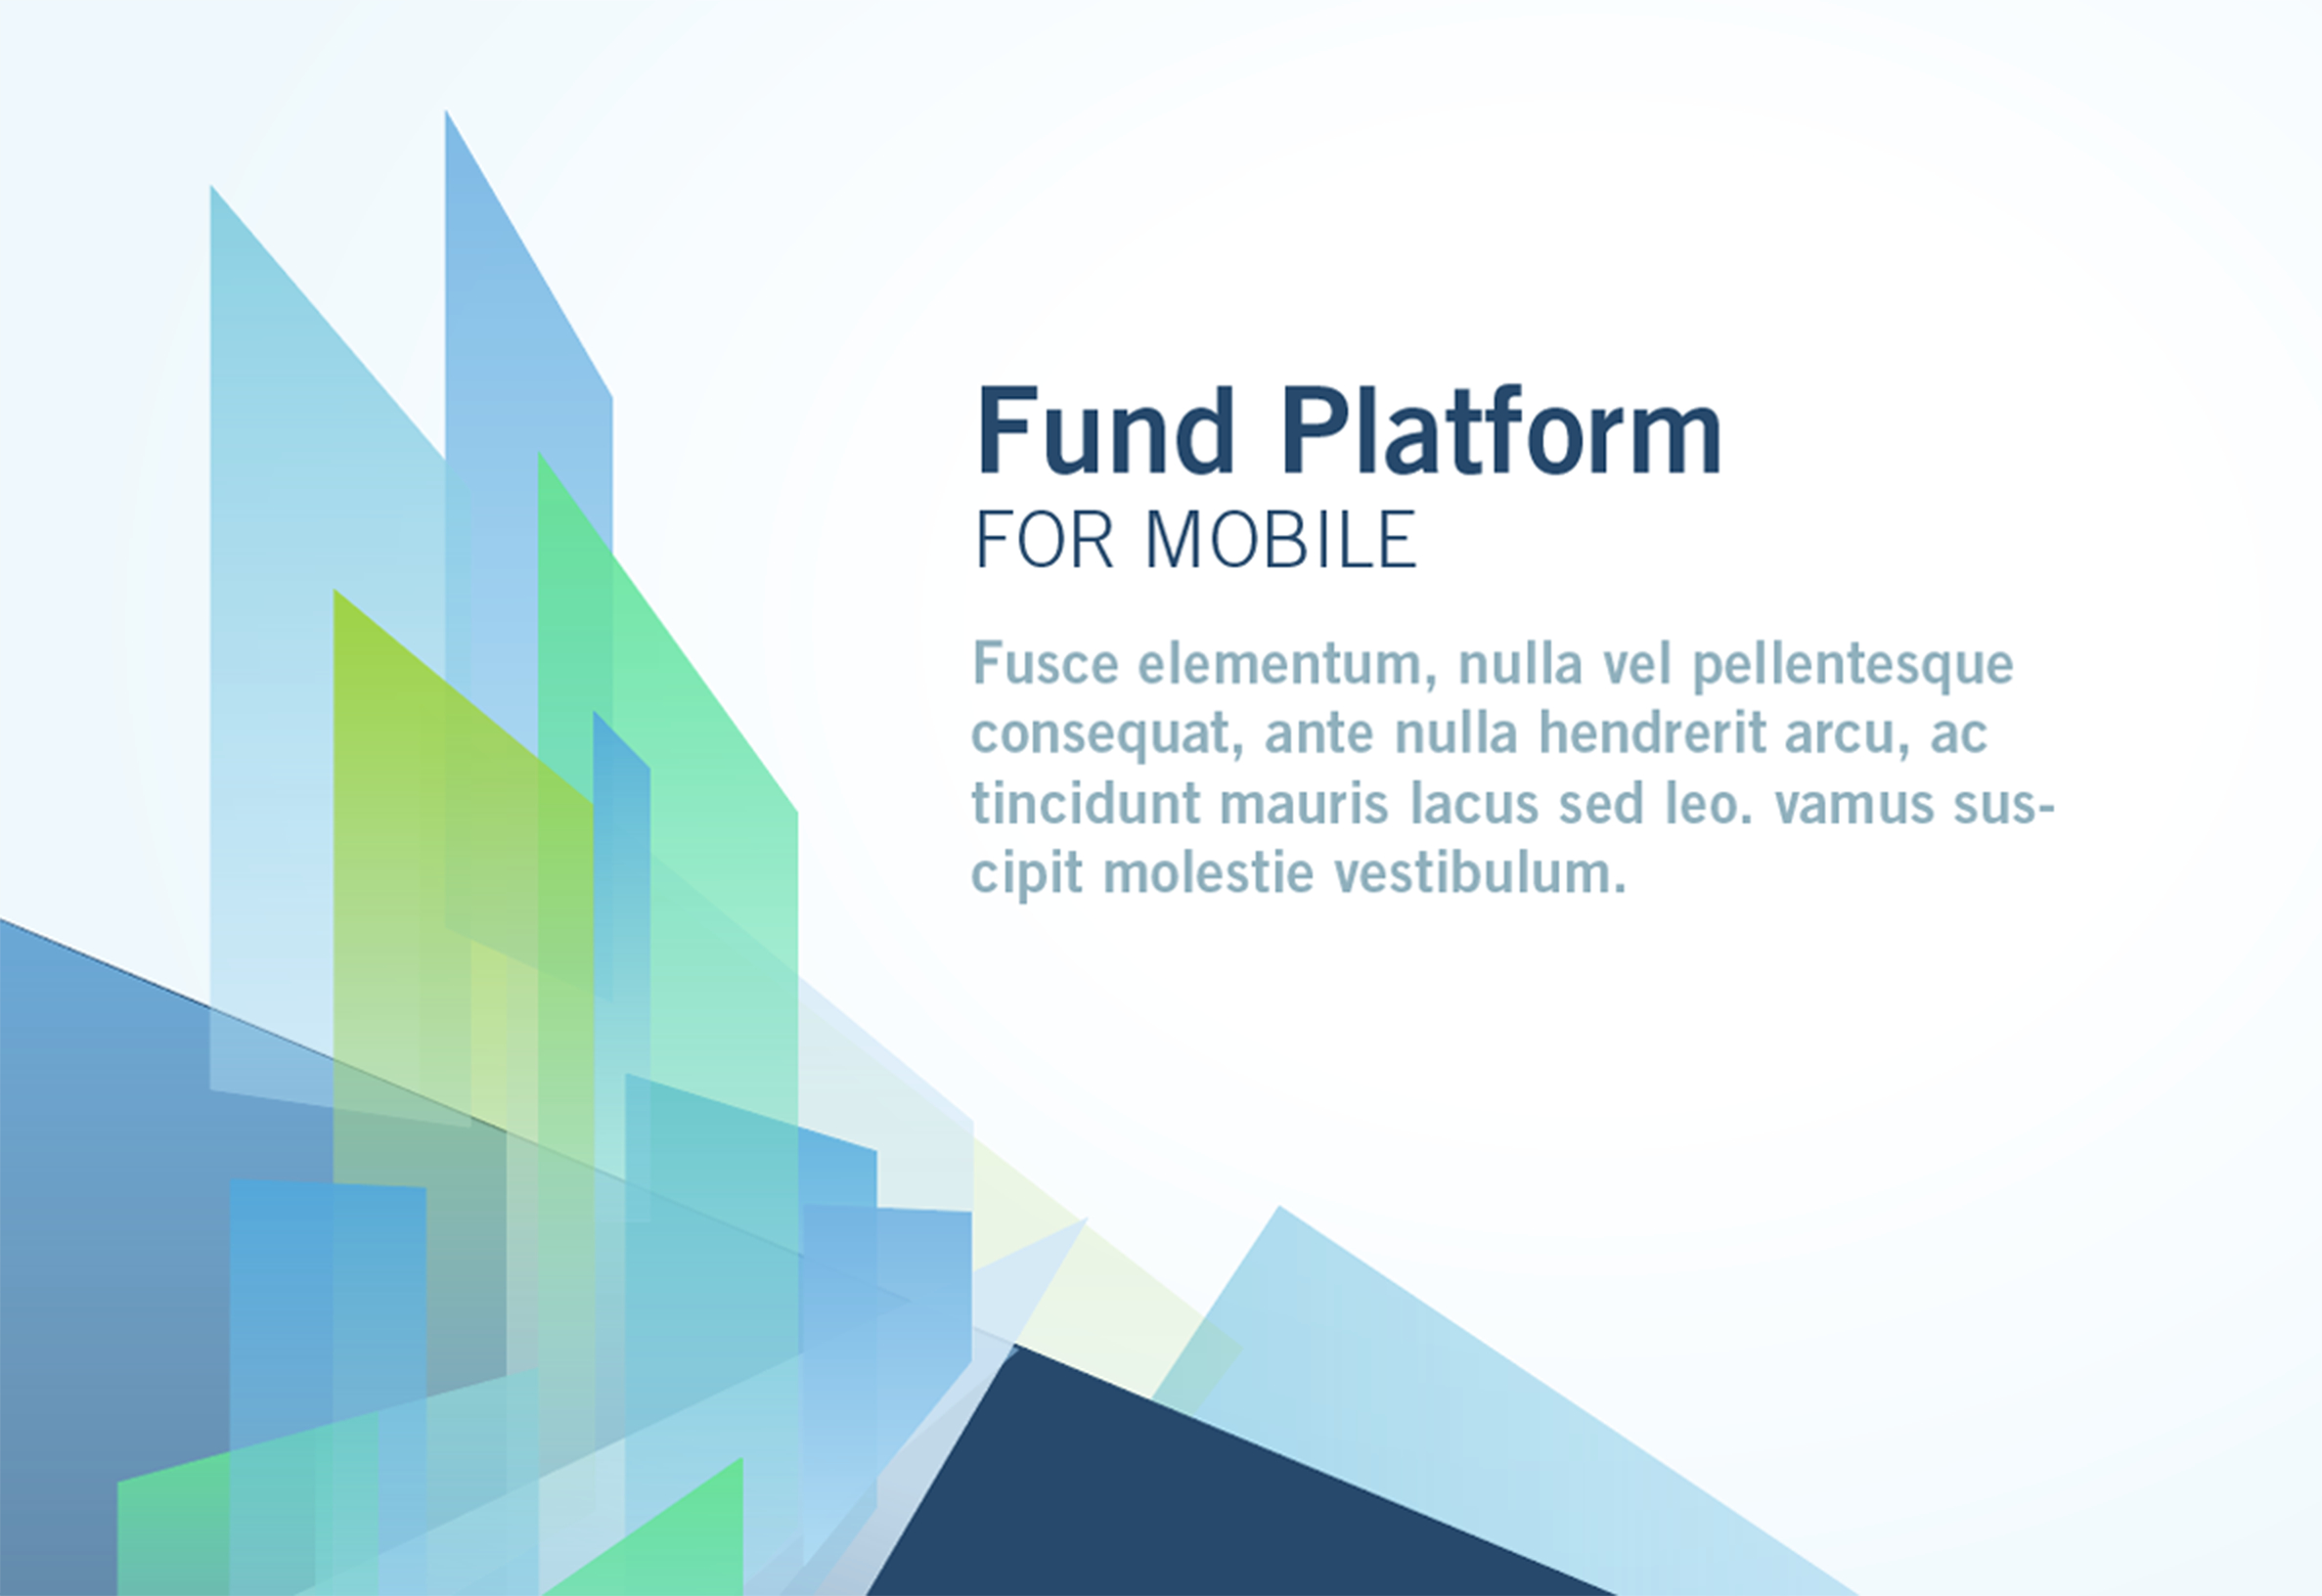 Fund Platform
FOR MOBILE
Fusce elementum, nulla vel pellentesque
consequat, ante nulla hendrerit arcu, ac
tincidunt mauris lacus sed leo. vamus sus-
cipit molestie vestibulum.